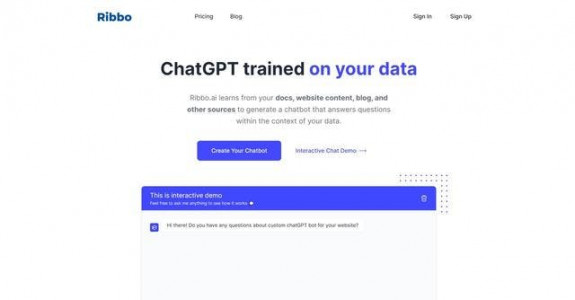 Ribbo
Pricing
Blog
Sign In
Sign Up
ChatGPT trained on your data
Ribbo.ai learns from your docs, website content, blog, and
other sources to generate a chatbot that answers questions
within the context of your data.
Create Your Chatbot
Interactive Chat Demo →
This is interactive demo
Feel free to ask me anything to see how it works
Hi there! Do you have any questions about custom chatGPT bot for your website?